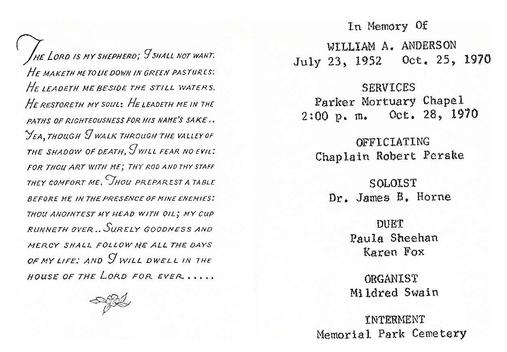 The Lord is my shepherd; I shall not want.
He maketh me to lie down in green pastures:
He leadeth me beside the still waters.
He restoreth my soul: He leadeth me in the
paths of righteousness for his name's sake..
Yea, though I walk through the valley of
the shadow of death, I will fear no evil:
for thou art with me; thy rod and thy staff
they comfort me. Thou preparest a table
before me in the presence of mine enemies:
thou anointest my head with oil; my cup
runneth over.. Surely goodness and
mercy shall follow me all the days
of my life: and I will dwell in the
house of the Lord for ever......
In Memory Of
WILLIAM A. ANDERSON
July 23, 1952 Oct. 25, 1970
SERVICES
Parker Mortuary Chapel
2:00 p. m. Oct. 28, 1970
OFFICIATING
Chaplain Robert Perske
SOLOIST
Dr. James B. Horne
DUET
Paula Sheehan
Karen Fox
ORGANIST
Mildred Swain
INTERMENT
Memorial Park Cemetery